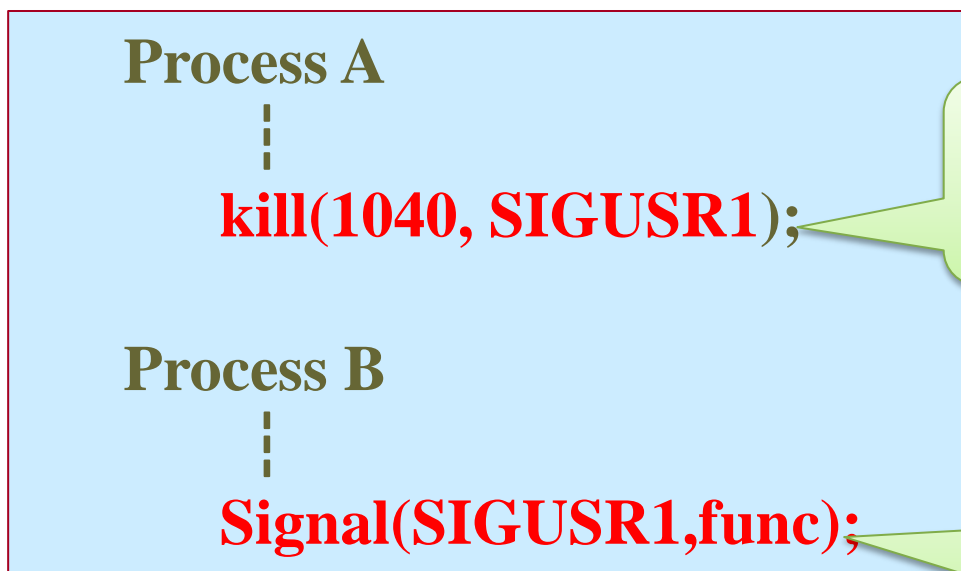 Process A
kill(1040, SIGUSR1);
Process B
Signal(SIGUSR1,func);